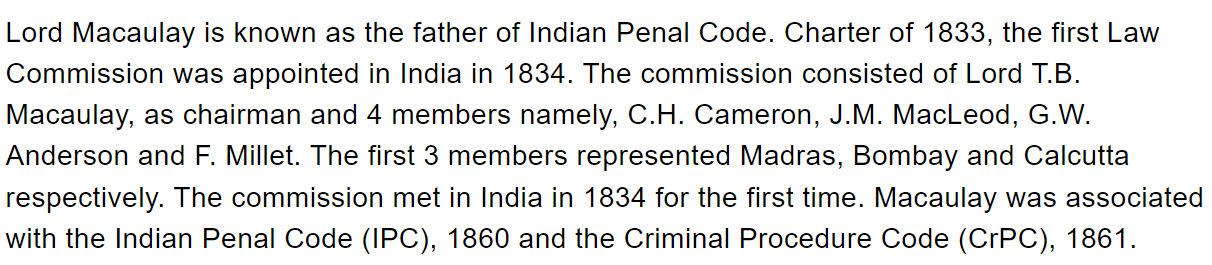 Lord Macaulay is known as the father of Indian Penal Code. Charter of 1833, the first Law
Commission was appointed in India in 1834. The commission consisted of Lord T.B.
Macaulay, as chairman and 4 members namely, C.H. Cameron, J.M. MacLeod, G.W.
Anderson and F. Millet. The first 3 members represented Madras, Bombay and Calcutta
respectively. The commission met in India in 1834 for the first time. Macaulay was associated
with the Indian Penal Code (IPC), 1860 and the Criminal Procedure Code (CrPC), 1861.